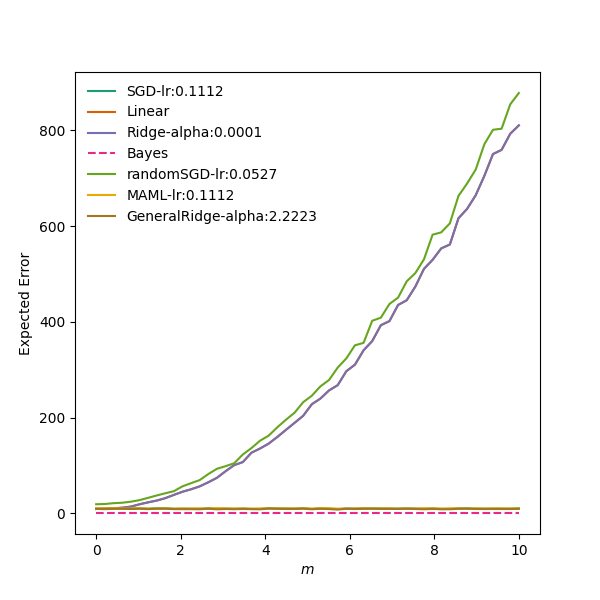 SGD-lr:0.1112
Linear
Ridge-alpha:0.0001
Bayes
randomSGD-lr:0.0527
MAML-lr:0.1112
GeneralRidge-alpha:2.2223
Expected Error
800
600
400
200
0
0 2 4 6 8 10
m